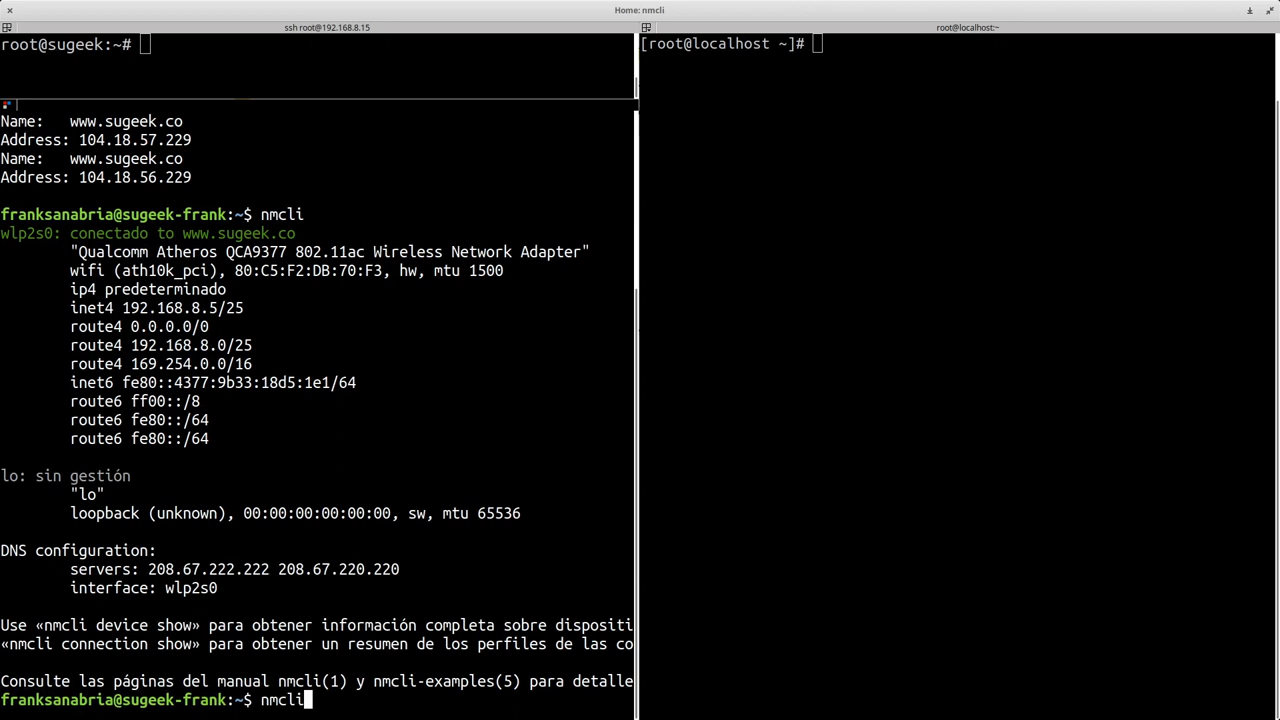 Home: nmcli
ssh root@192.168.8.15
root@localhost:~
root@sugeek:~#
[root@localhost ~]#
Name:   www.sugeek.co
Address: 104.18.57.229
Name:   www.sugeek.co
Address: 104.18.56.229
franksanabria@sugeek-frank:~$ nmcli
wlp2s0: conectado to www.sugeek.co
"Qualcomm Atheros QCA9377 802.11ac Wireless Network Adapter"
wifi (ath10k_pci), 80:C5:F2:DB:70:F3, hw, mtu 1500
ip4 predeterminado
inet4 192.168.8.5/25
route4 0.0.0.0/0
route4 192.168.8.0/25
route4 169.254.0.0/16
inet6 fe80::4377:9b33:18d5:1e1/64
route6 ff00::/8
route6 fe80::/64
route6 fe80::/64
lo: sin gestión
"lo"
loopback (unknown), 00:00:00:00:00:00, sw, mtu 65536
DNS configuration:
servers: 208.67.222.222 208.67.220.220
interface: wlp2s0
Use «nmcli device show» para obtener información completa sobre dispositi
«nmcli connection show» para obtener un resumen de los perfiles de las co
Consulte las páginas del manual nmcli(1) y nmcli-examples(5) para detalle
franksanabria@sugeek-frank:~$ nmcli